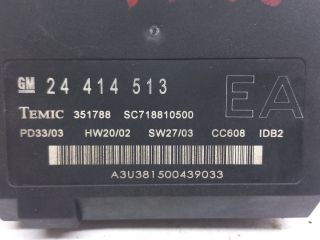 GM 24 414 513 EA
TEMIC 351788 SC718810500
PD33/03 HW20/02 SW27/03 CC608 IDB2
A3U381500439033